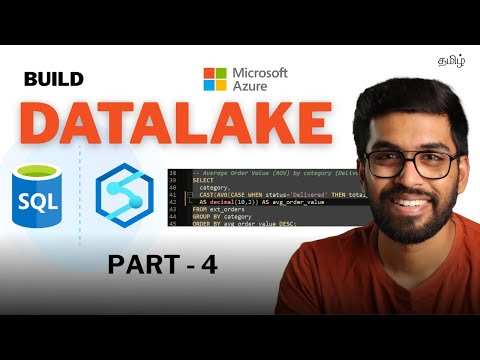 தமிழ்
BUILD
Microsoft
Azure
DATALAKE
SQL
38 -- Average Order Value (AOV) by category (Deliv
39 SELECT
40 category,
41 CAST(AVG(CASE WHEN status='Delivered' THEN total
42 AS decimal(10,2)) AS avg_order_value
43 FROM ext_orders
44 GROUP BY category
45 ORDER BY avg_order_value DESC;
PART - 4